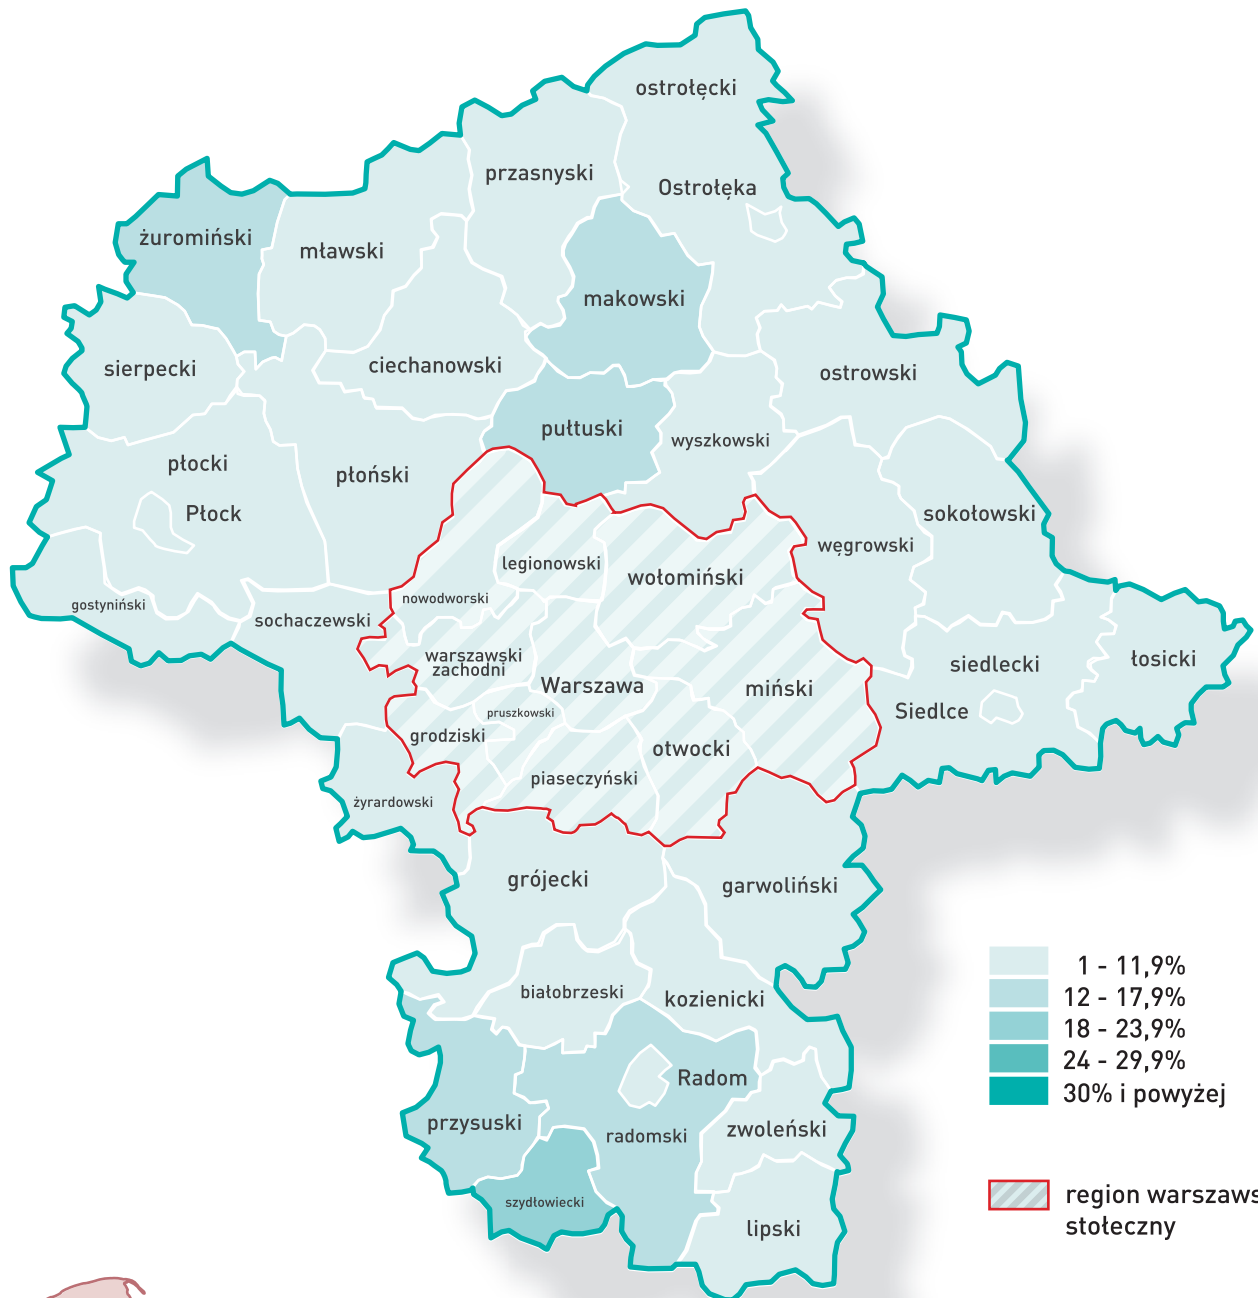 ostrołęcki
przasnyski
Ostrołęka
żuromiński
mławski
makowski
sierpecki
ciechanowski
ostrowski
pułtuski
wyszkowski
płocki
płoński
Płock
sokołowski
węgrowski
legionowski
wołomiński
nowodworski
gostyniński
sochaczewski
warszawski
zachodni
siedlecki
łosicki
Warszawa
miński
Siedlce
pruszkowski
grodziski
otwocki
piaseczyński
żyrardowski
grójecki
garwoliński
białobrzeski
kozienicki
Radom
przysuski
radomski
zwoleński
szydłowiecki
lipski
1 - 11,9%
12 - 17,9%
18 - 23,9%
24 - 29,9%
30% i powyżej
region warszaws
stołeczny